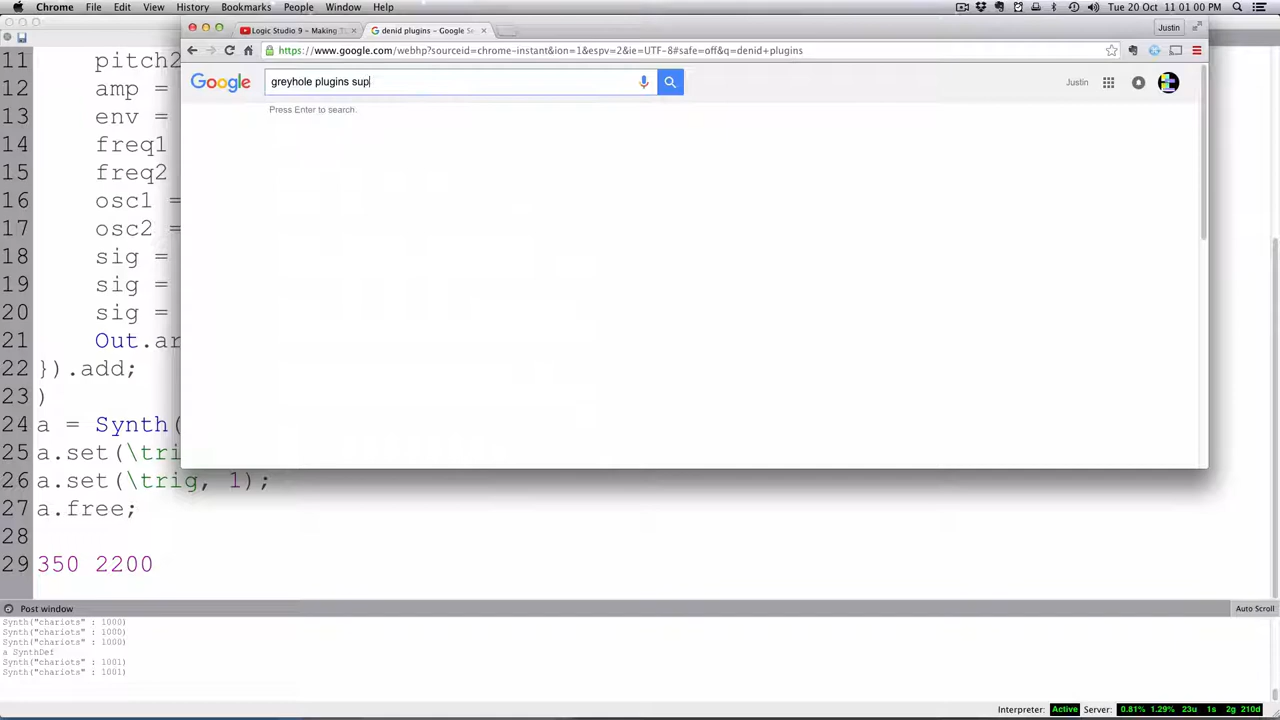 Chrome File Edit View History Bookmarks People Window Help Tue 20 Oct 11:01:00 PM
Logic Studio 9 - Making T denid plugins - Google Se Justin
https://www.google.com/webhp?sourceid=chrome-instant&ion=1&espv=2&ie=UTF-8#safe=off&q=denid+plugins
Google greyhole plugins sup Justin
Press Enter to search.
11 pitch2
12 amp =
13 env =
14 freq1
15 freq2
16 osc1 =
17 osc2 =
18 sig =
19 sig =
20 sig =
21 Out.ar
22 }).add;
23 )
24 a = Synth(
25 a.set(\tri
26 a.set(\trig, 1);
27 a.free;
28
29 350 2200
Post window Auto Scroll
Synth("chariots" : 1000)
Synth("chariots" : 1000)
Synth("chariots" : 1000)
a SynthDef
Synth("chariots" : 1001)
Synth("chariots" : 1001)
Interpreter: Active Server: 0.81% 1.29% 23u 1s 2g 210d